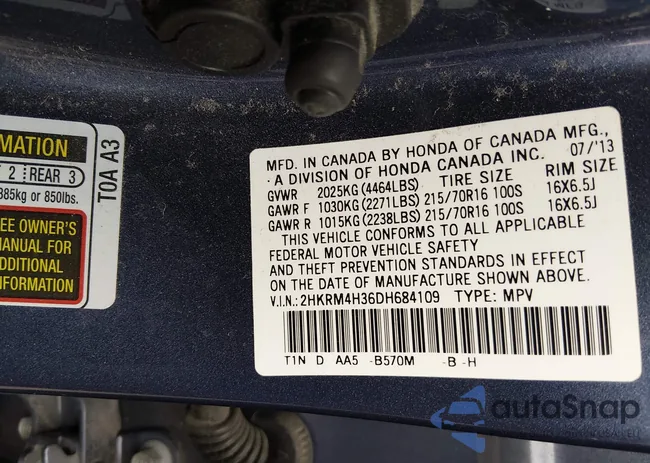 MATION
2 REAR 3
385kg or 850lbs.
EE OWNER'S
MANUAL FOR
ADDITIONAL
INFORMATION
T0A A3
MFD. IN CANADA BY HONDA OF CANADA MFG.,
A DIVISION OF HONDA CANADA INC. 07/'13
GVWR 2025KG (4464LBS) TIRE SIZE RIM SIZE
GAWR F 1030KG (2271LBS) 215/70R16 100S 16X6.5J
GAWR R 1015KG (2238LBS) 215/70R16 100S 16X6.5J
THIS VEHICLE CONFORMS TO ALL APPLICABLE
FEDERAL MOTOR VEHICLE SAFETY
AND THEFT PREVENTION STANDARDS IN EFFECT
ON THE DATE OF MANUFACTURE SHOWN ABOVE.
V.I.N.: 2HKRM4H36DH684109 TYPE: MPV
T1N D AA5 -B570M -B -H
autoSnap